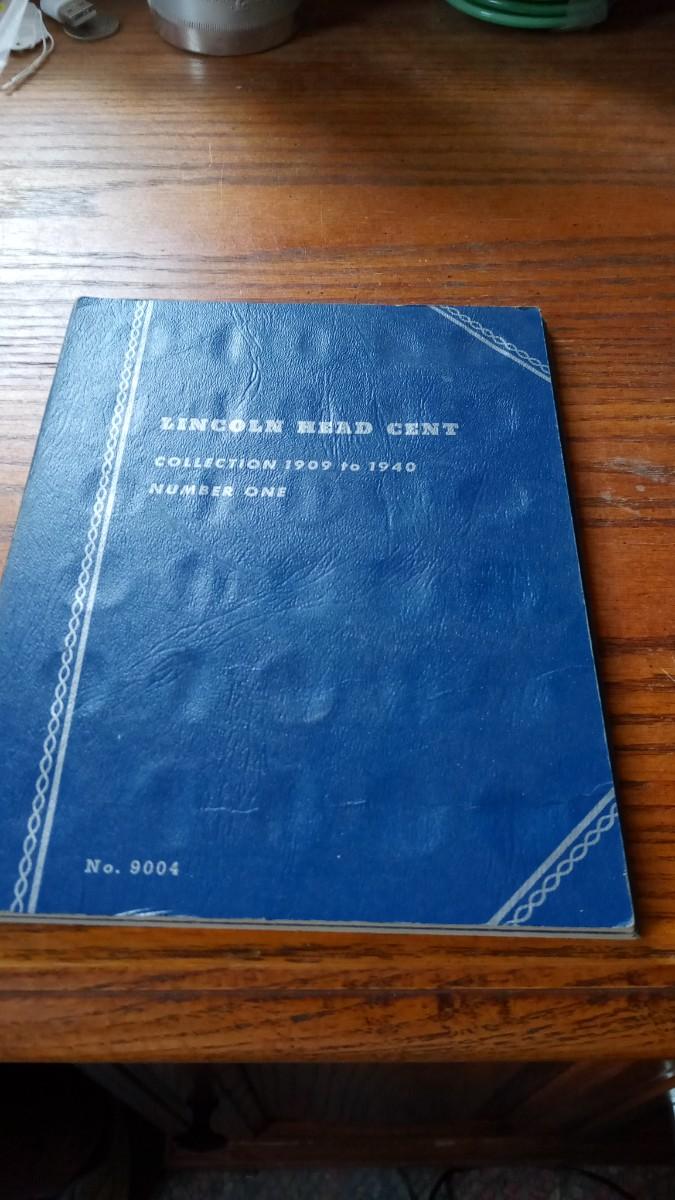 LINCOLN HEAD CENT
COLLECTION 1909 to 1940
NUMBER ONE
No. 9004